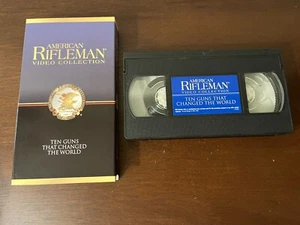 AMERICAN
RIFLEMAN
VIDEO COLLECTION
TEN GUNS
THAT CHANGED
THE WORLD
AMERICAN
RIFLEMAN
VIDEO COLLECTION
TEN GUNS THAT
CHANGED THE WORLD